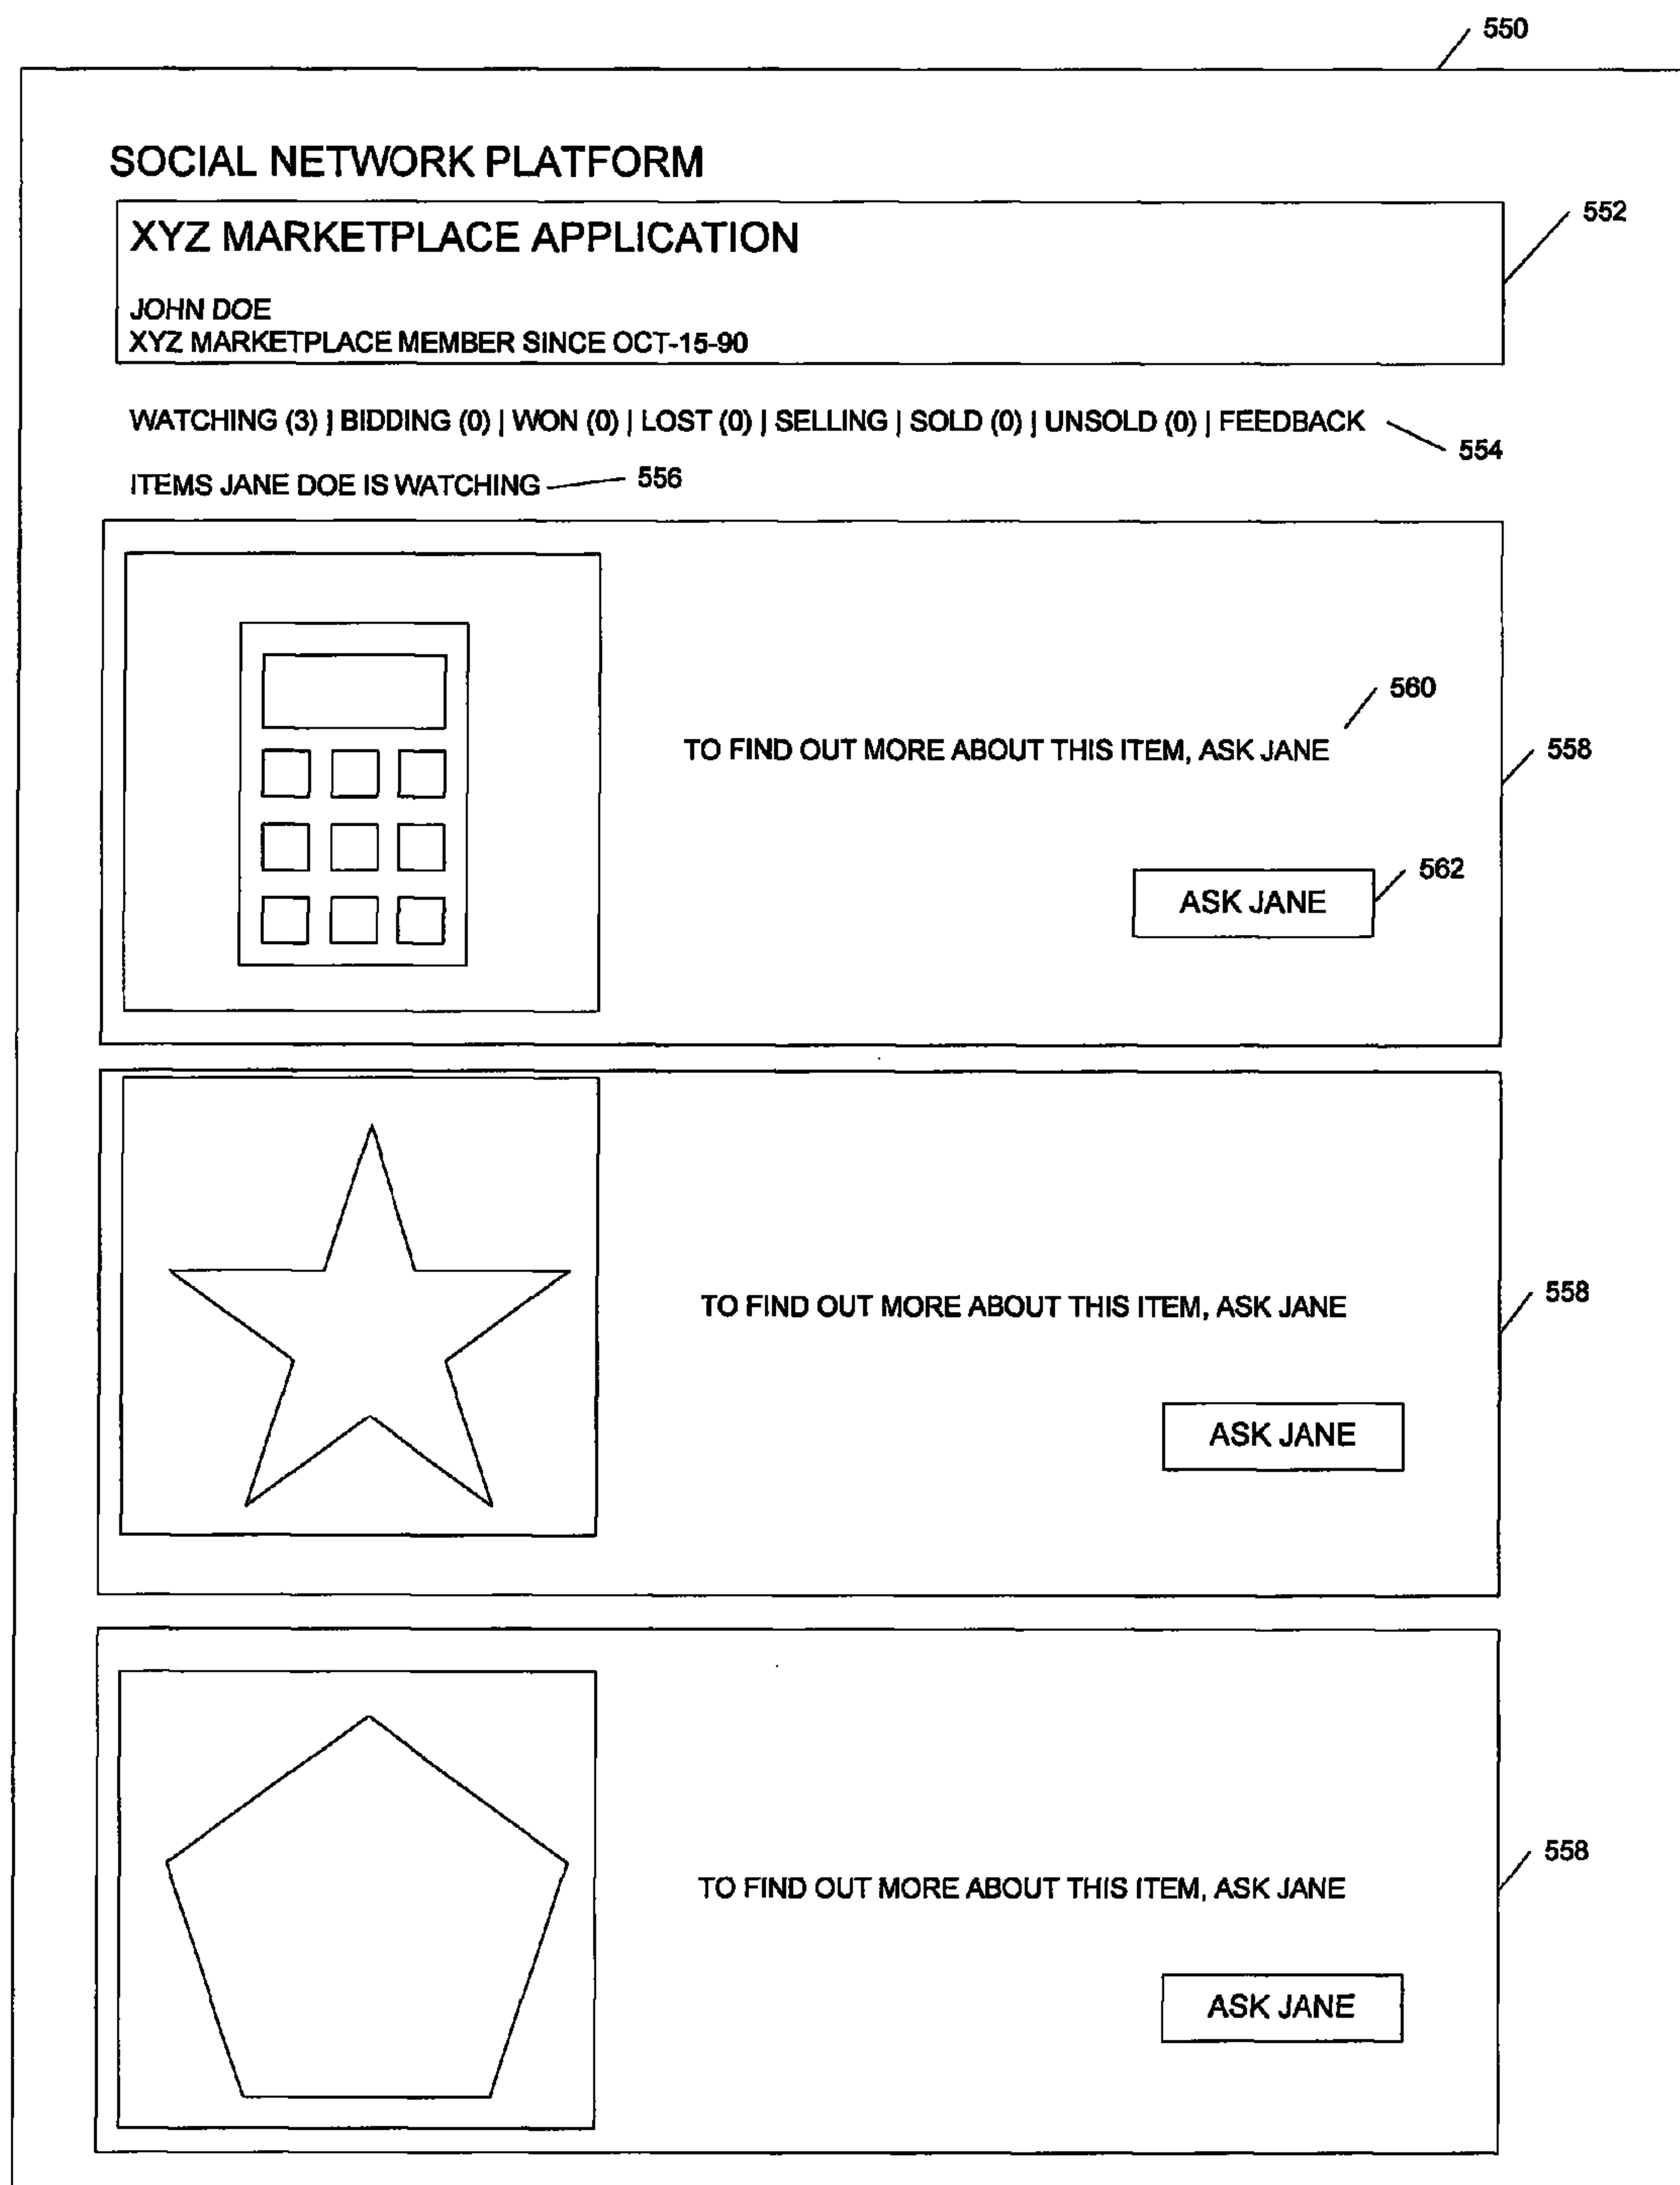 550
SOCIAL NETWORK PLATFORM
XYZ MARKETPLACE APPLICATION
552
JOHN DOE
XYZ MARKETPLACE MEMBER SINCE OCT-15-90
WATCHING (3) | BIDDING (0) | WON (0) | LOST (0) | SELLING | SOLD (0) | UNSOLD (0) | FEEDBACK
554
ITEMS JANE DOE IS WATCHING
556
560
TO FIND OUT MORE ABOUT THIS ITEM, ASK JANE
558
562
ASK JANE
558
TO FIND OUT MORE ABOUT THIS ITEM, ASK JANE
ASK JANE
558
TO FIND OUT MORE ABOUT THIS ITEM, ASK JANE
ASK JANE